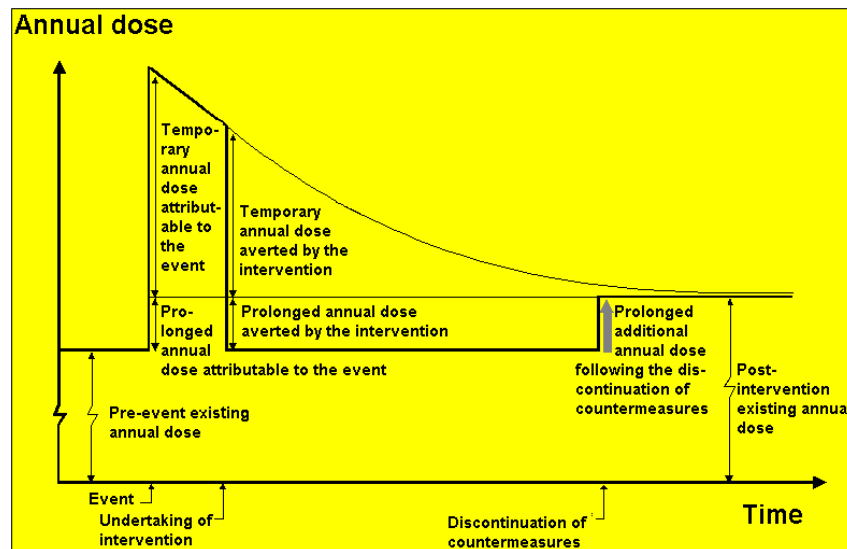 Annual dose
Tempo-
rary
annual
dose
attribut-
able to
the
event
Temporary
annual dose
averted by the
intervention
Pro-
longed
annual
dose attributable to the event
Prolonged annual dose
averted by the intervention
Prolonged
additional
annual dose
following the dis-
continuation of
countermeasures
Post-
intervention
existing annual
dose
Pre-event existing
annual dose
Event
Undertaking of
intervention
Discontinuation of
countermeasures
Time